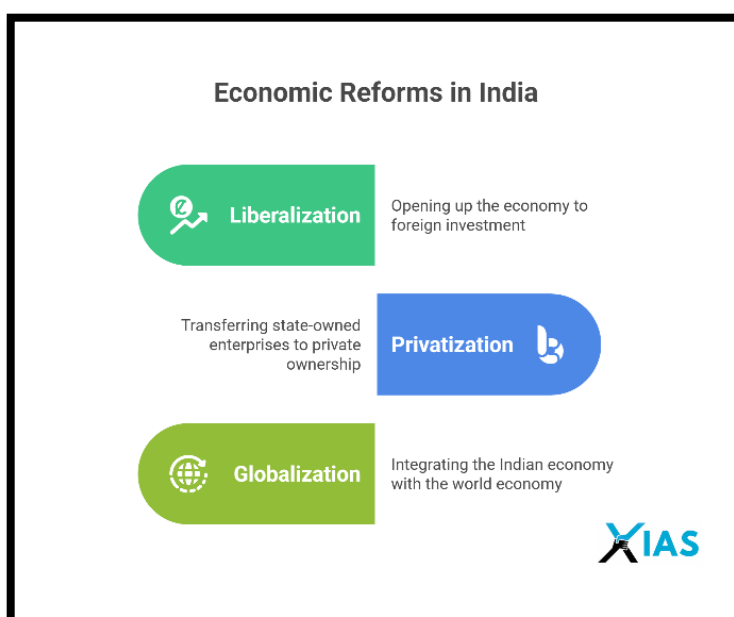 Economic Reforms in India
Liberalization
Opening up the economy to
foreign investment
Transferring state-owned
enterprises to private
ownership
Privatization
Globalization
Integrating the Indian economy
with the world economy
XIAS